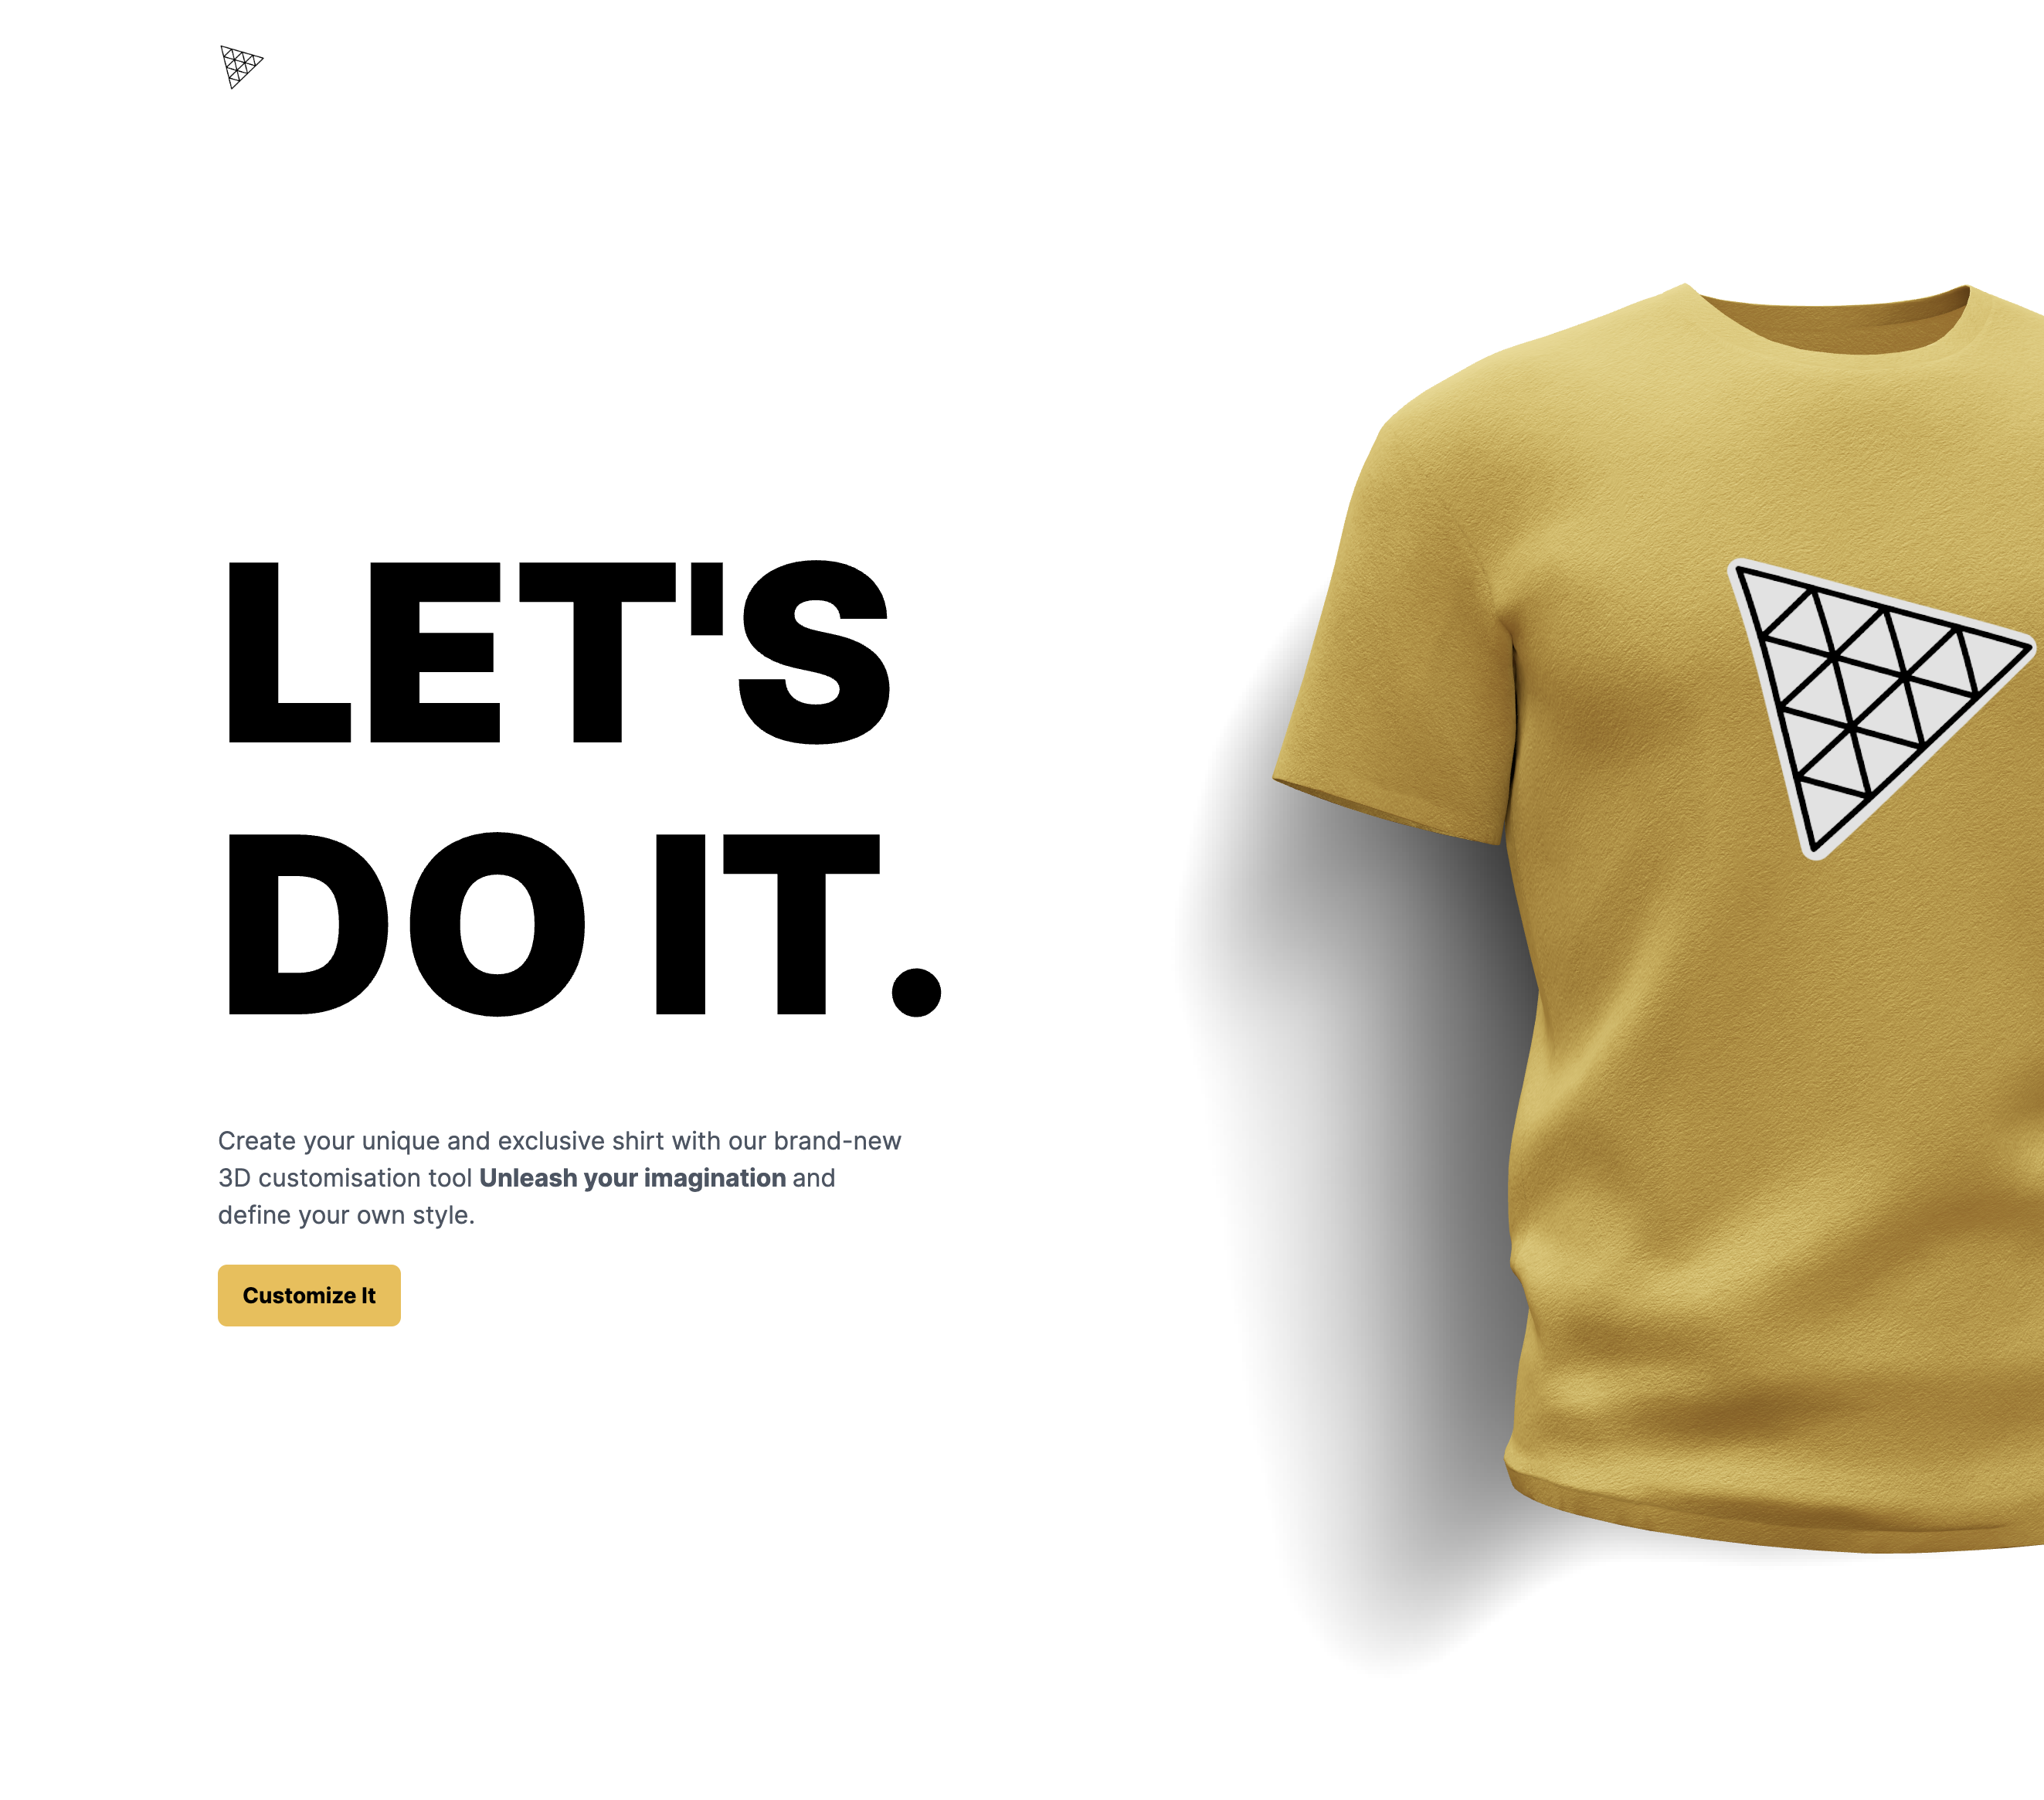 LET'S
DO IT.
Create your unique and exclusive shirt with our brand-new
3D customisation tool Unleash your imagination and
define your own style.
Customize It